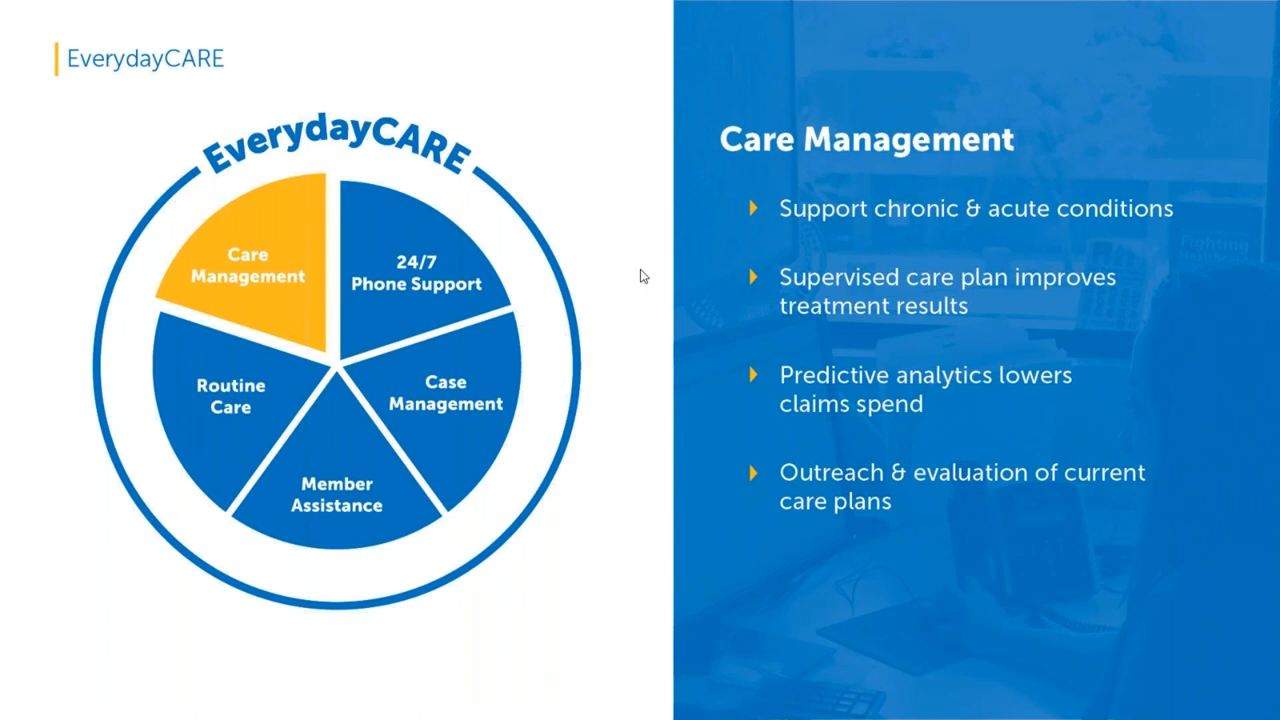 EverydayCARE
EverydayCARE
Care
Management
24/7
Phone Support
Routine
Care
Case
Management
Member
Assistance
Care Management
Support chronic & acute conditions
Supervised care plan improves
treatment results
Predictive analytics lowers
claims spend
Outreach & evaluation of current
care plans
Fighting